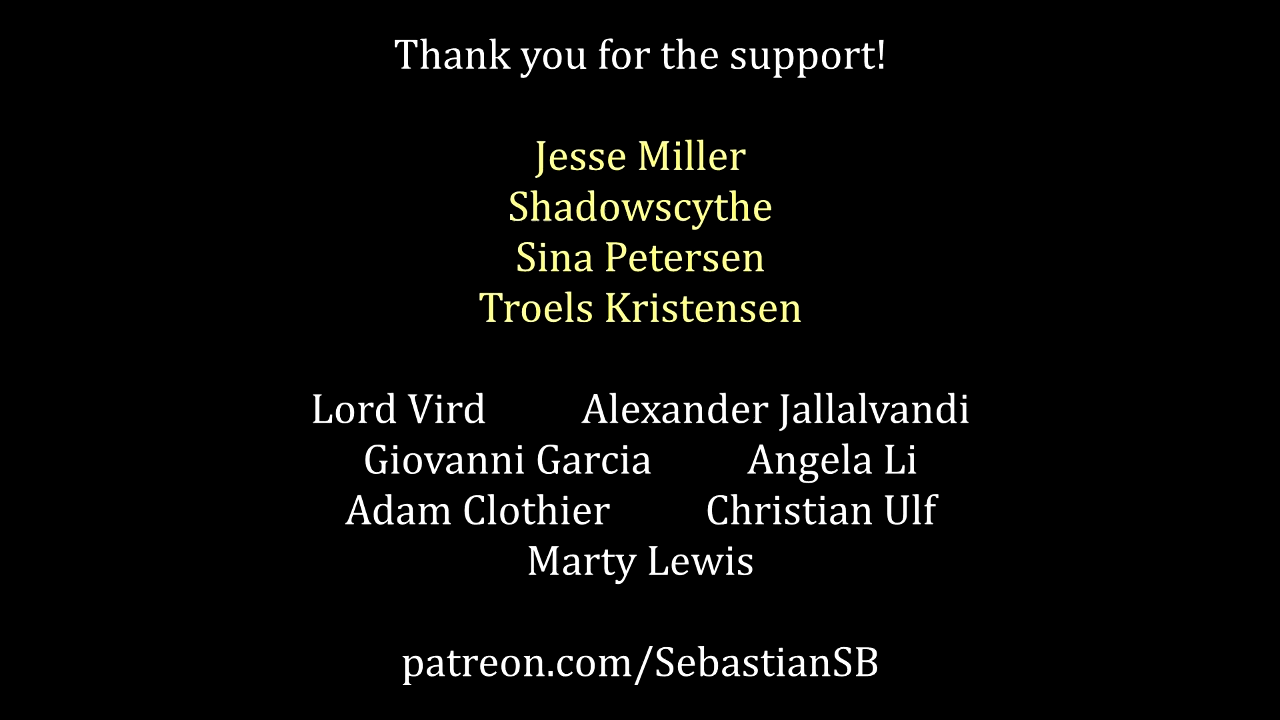 Thank you for the support!
Jesse Miller
Shadowscythe
Sina Petersen
Troels Kristensen
Lord Vird Alexander Jallalvandi
Giovanni Garcia Angela Li
Adam Clothier Christian Ulf
Marty Lewis
patreon.com/SebastianSB